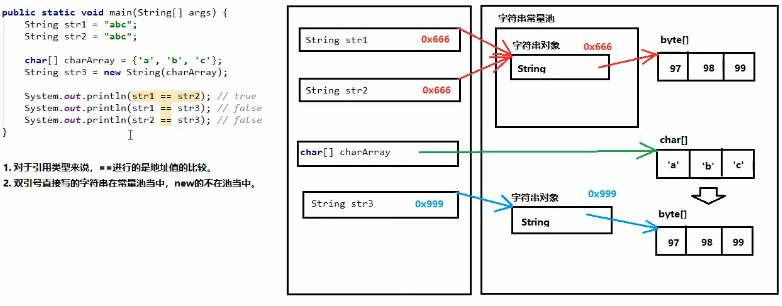 public static void main(String[] args) {
String str1 = "abc";
String str2 = "abc";
char[] charArray = {'a', 'b', 'c'};
String str3 = new String(charArray);
System.out.println(str1 == str2); // true
System.out.println(str1 == str3); // false
System.out.println(str2 == str3); // false
}
1. 对于引用类型来说，==进行的是地址值的比较。
2. 双引号直接写的字符串在常量池当中，new的不在池当中。
String str1 0x666
String str2 0x666
char[] charArray
String str3 0x999
字符串常量池
字符串对象 0x666
String
byte[]
97 98 99
char[]
'a' 'b' 'c'
字符串对象 0x999
String
byte[]
97 98 99